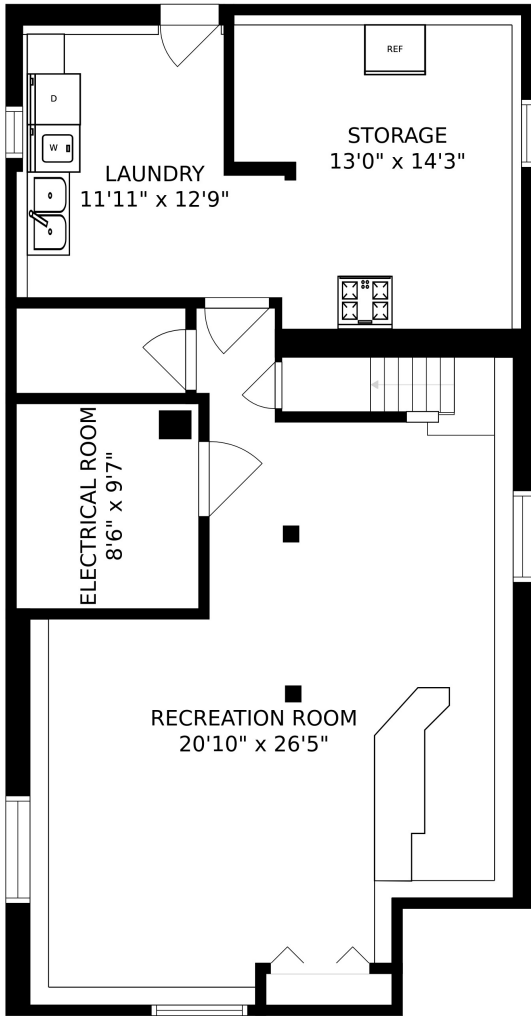 REF
STORAGE
13'0" x 14'3"
D
W
LAUNDRY
11'11" x 12'9"
ELECTRICAL ROOM
8'6" x 9'7"
RECREATION ROOM
20'10" x 26'5"